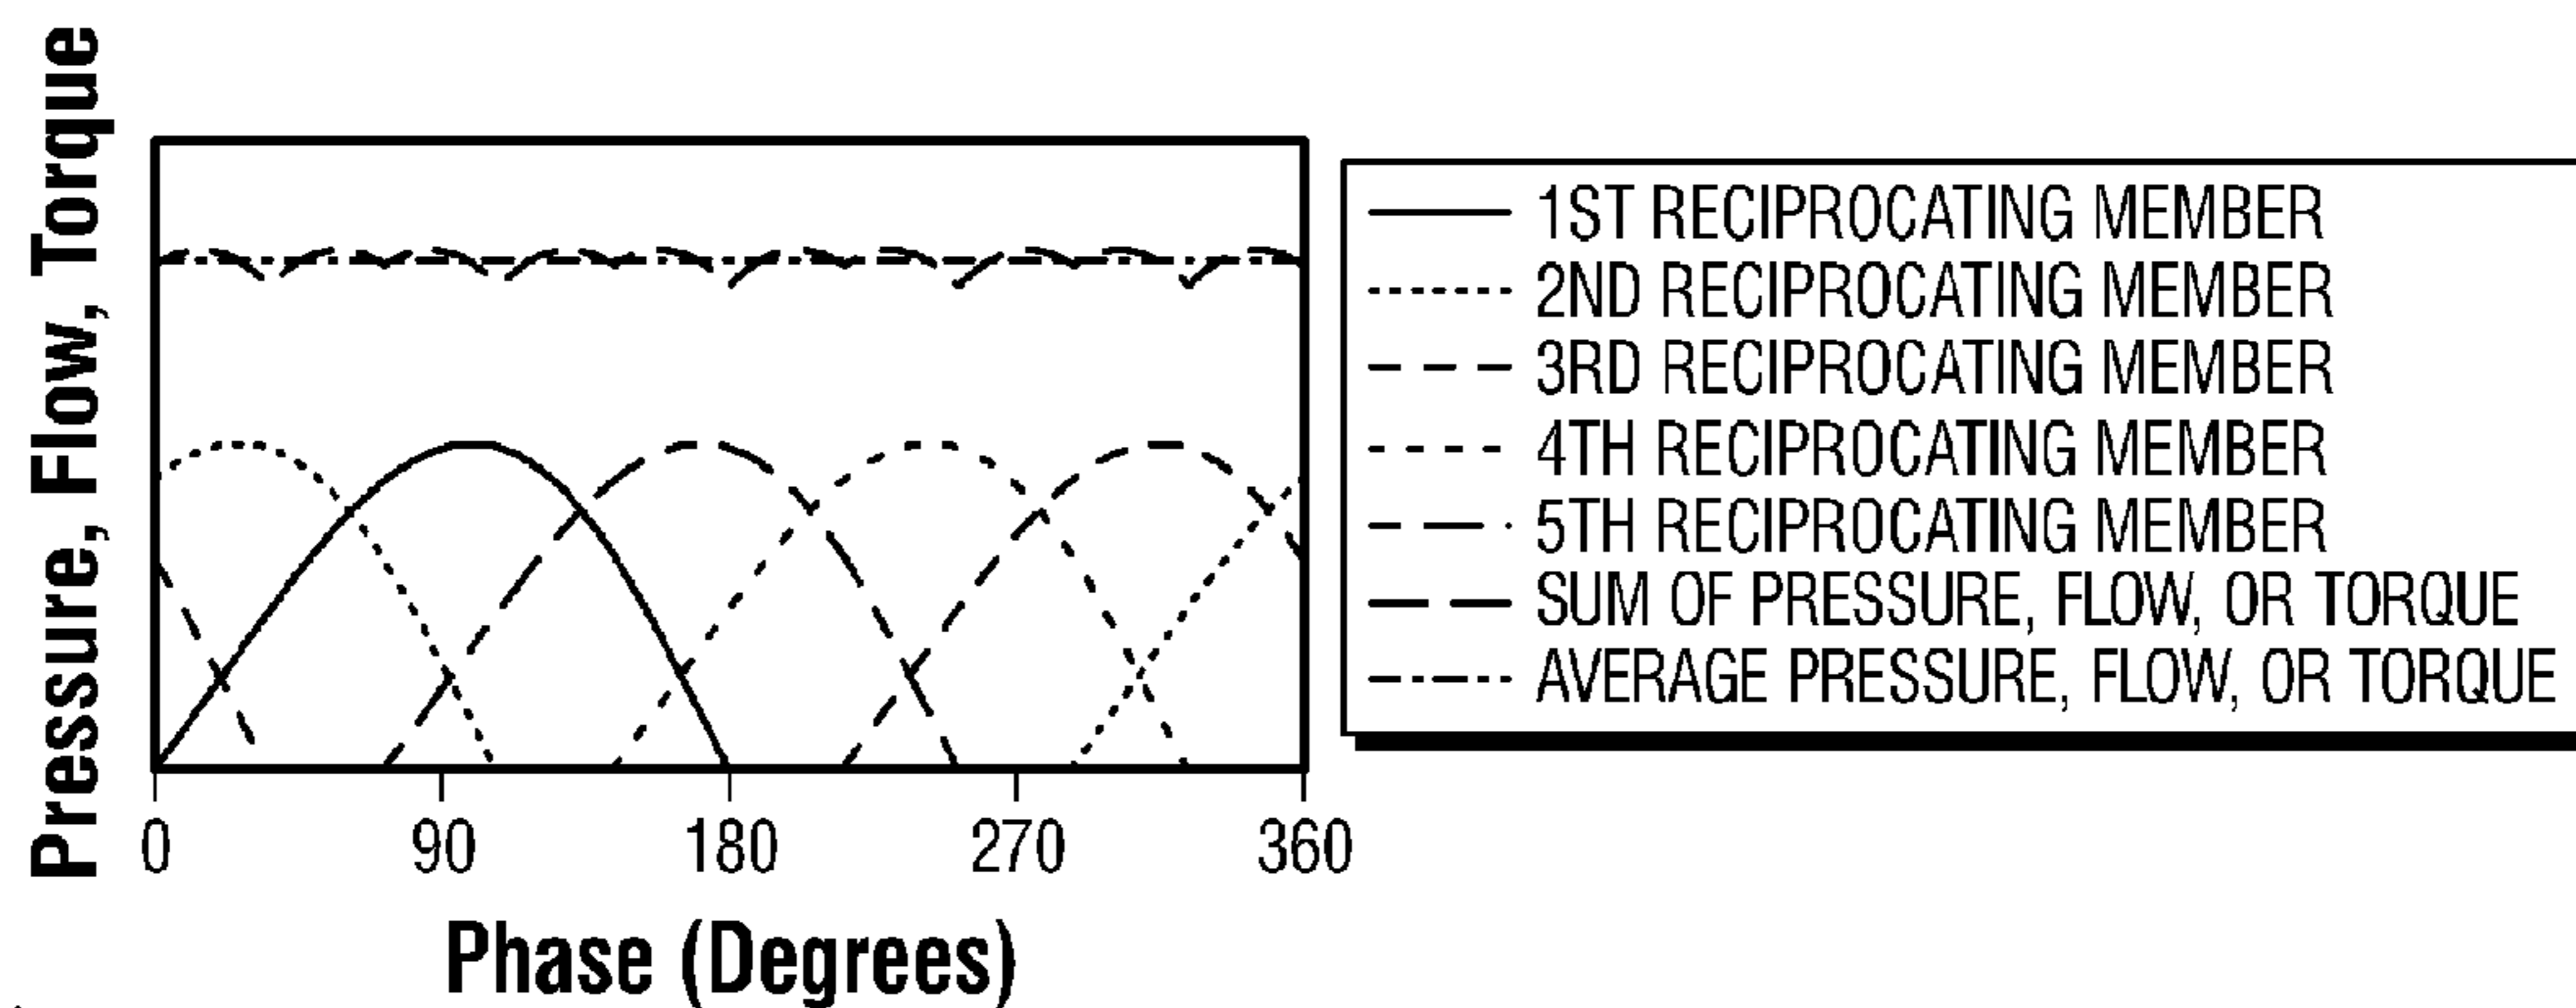 Pressure, Flow, Torque
0
90
180
270
360
Phase (Degrees)
1ST RECIPROCATING MEMBER
2ND RECIPROCATING MEMBER
3RD RECIPROCATING MEMBER
4TH RECIPROCATING MEMBER
5TH RECIPROCATING MEMBER
SUM OF PRESSURE, FLOW, OR TORQUE
AVERAGE PRESSURE, FLOW, OR TORQUE